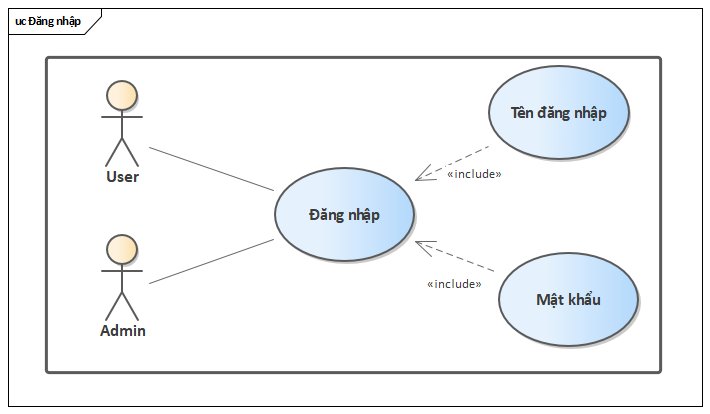 uc Đăng nhập
Tên đăng nhập
User
«include»
Đăng nhập
Admin
«include»
Mật khẩu